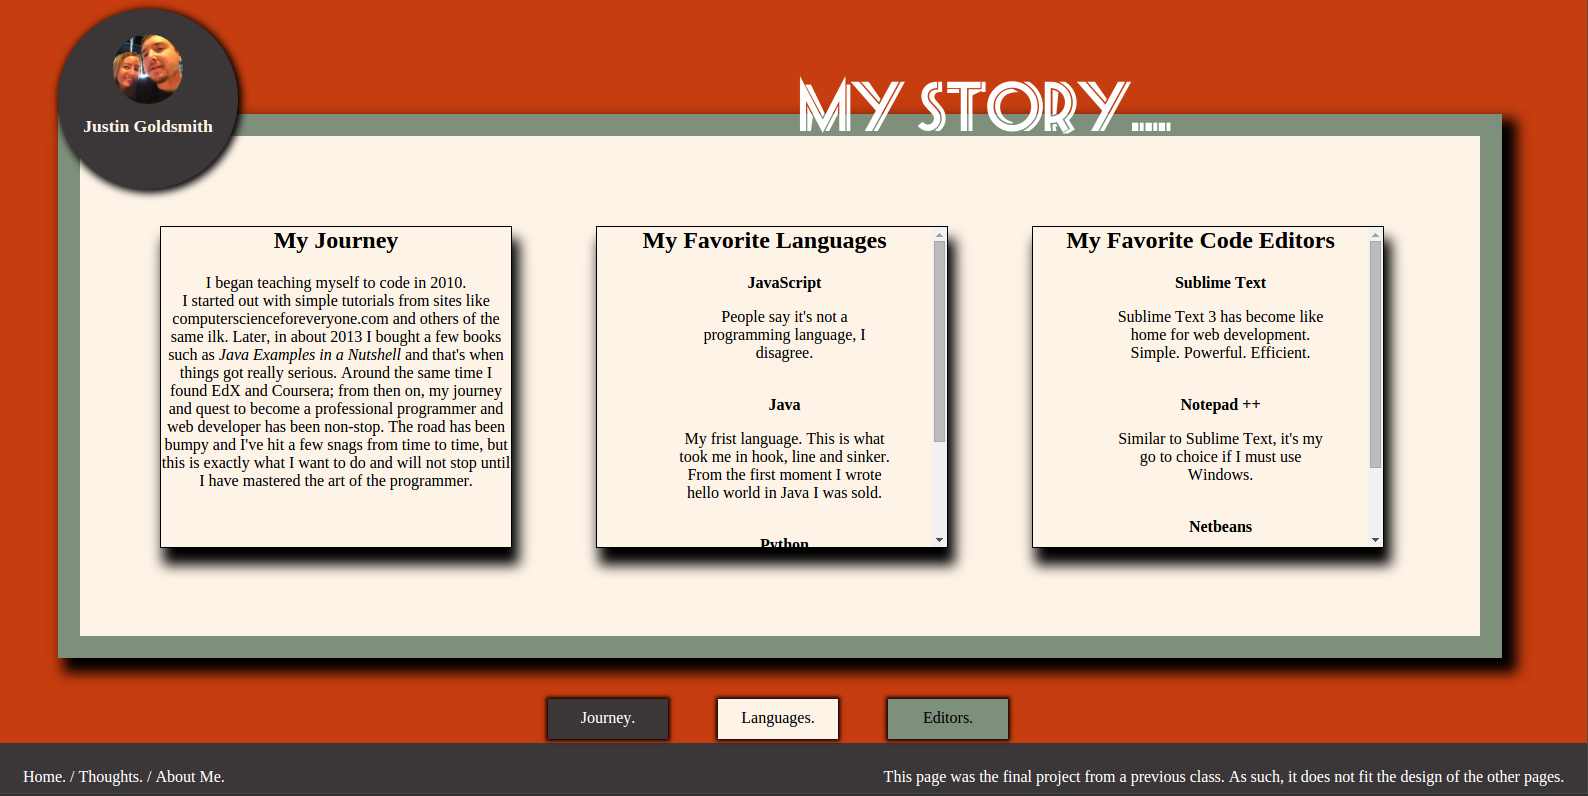 Justin Goldsmith
MY STORY.....
My Journey
I began teaching myself to code in 2010.
I started out with simple tutorials from sites like
computerscienceforeveryone.com and others of the
same ilk. Later, in about 2013 I bought a few books
such as Java Examples in a Nutshell and that's when
things got really serious. Around the same time I
found EdX and Coursera; from then on, my journey
and quest to become a professional programmer and
web developer has been non-stop. The road has been
bumpy and I've hit a few snags from time to time, but
this is exactly what I want to do and will not stop until
I have mastered the art of the programmer.
My Favorite Languages
JavaScript
People say it's not a
programming language, I
disagree.
Java
My frist language. This is what
took me in hook, line and sinker.
From the first moment I wrote
hello world in Java I was sold.
Python
My Favorite Code Editors
Sublime Text
Sublime Text 3 has become like
home for web development.
Simple. Powerful. Efficient.
Notepad ++
Similar to Sublime Text, it's my
go to choice if I must use
Windows.
Netbeans
Journey.
Languages.
Editors.
Home. / Thoughts. / About Me.
This page was the final project from a previous class. As such, it does not fit the design of the other pages.